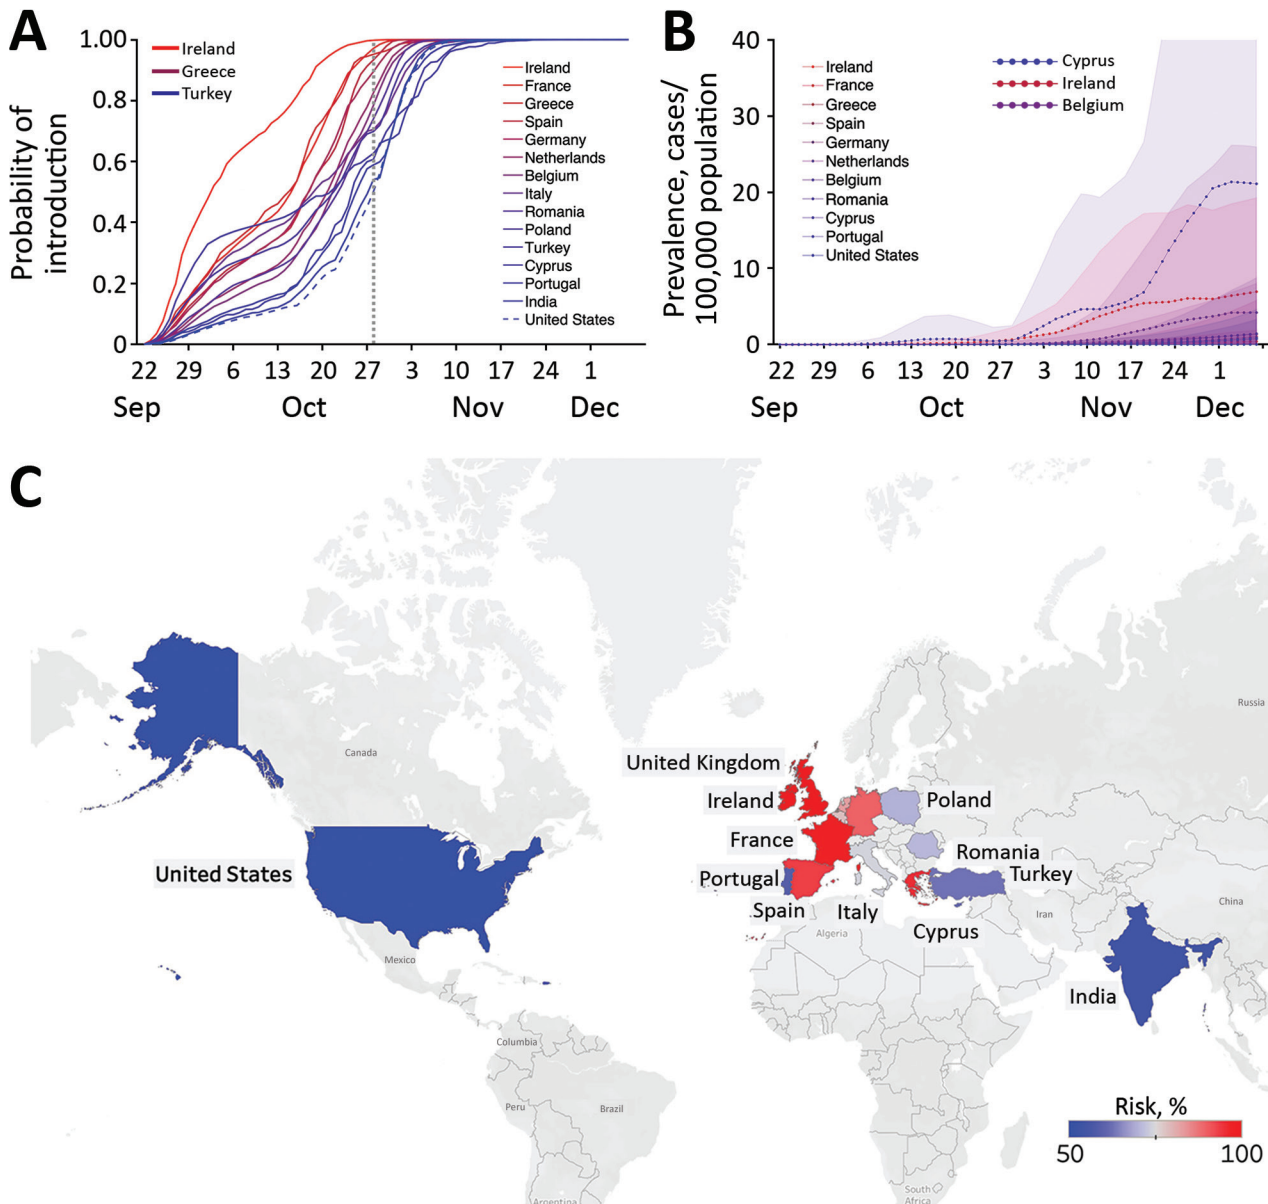 A
Probability of
introduction
1.00
0.8
0.6
0.4
0.2
0
Ireland
Greece
Turkey
Ireland
France
Greece
Spain
Germany
Netherlands
Belgium
Italy
Romania
Poland
Turkey
Cyprus
Portugal
India
United States
22 29 6 13 20 27 3 10 17 24 1
Sep Oct Nov Dec
B
Prevalence, cases/
100,000 population
40
30
20
10
0
Ireland
France
Greece
Spain
Germany
Netherlands
Belgium
Romania
Cyprus
Portugal
United States
Cyprus
Ireland
Belgium
22 29 6 13 20 27 3 10 17 24 1
Sep Oct Nov Dec
C
Russia
Canada
United Kingdom
Ireland
Poland
France
Romania
United States
Portugal
Turkey
Spain
Italy
China
Iran
Algeria
Cyprus
Mexico
India
Columbia
Peru
Brazil
Risk, %
50 100
South
Africa
Argentina